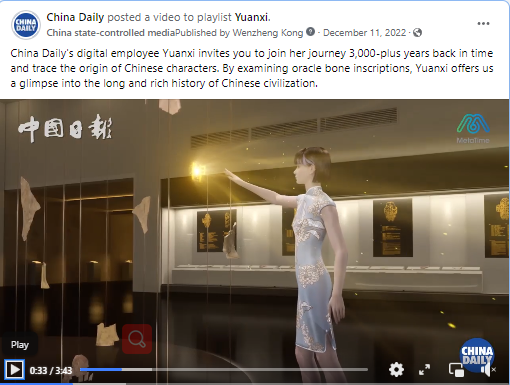 China Daily posted a video to playlist Yuanxi.
China state-controlled mediaPublished by Wenzheng Kong · December 11, 2022 ·
China Daily's digital employee Yuanxi invites you to join her journey 3,000-plus years back in time
and trace the origin of Chinese characters. By examining oracle bone inscriptions, Yuanxi offers us
a glimpse into the long and rich history of Chinese civilization.
中國日報
Play
0:33 / 3:43
CHINA
DAILY